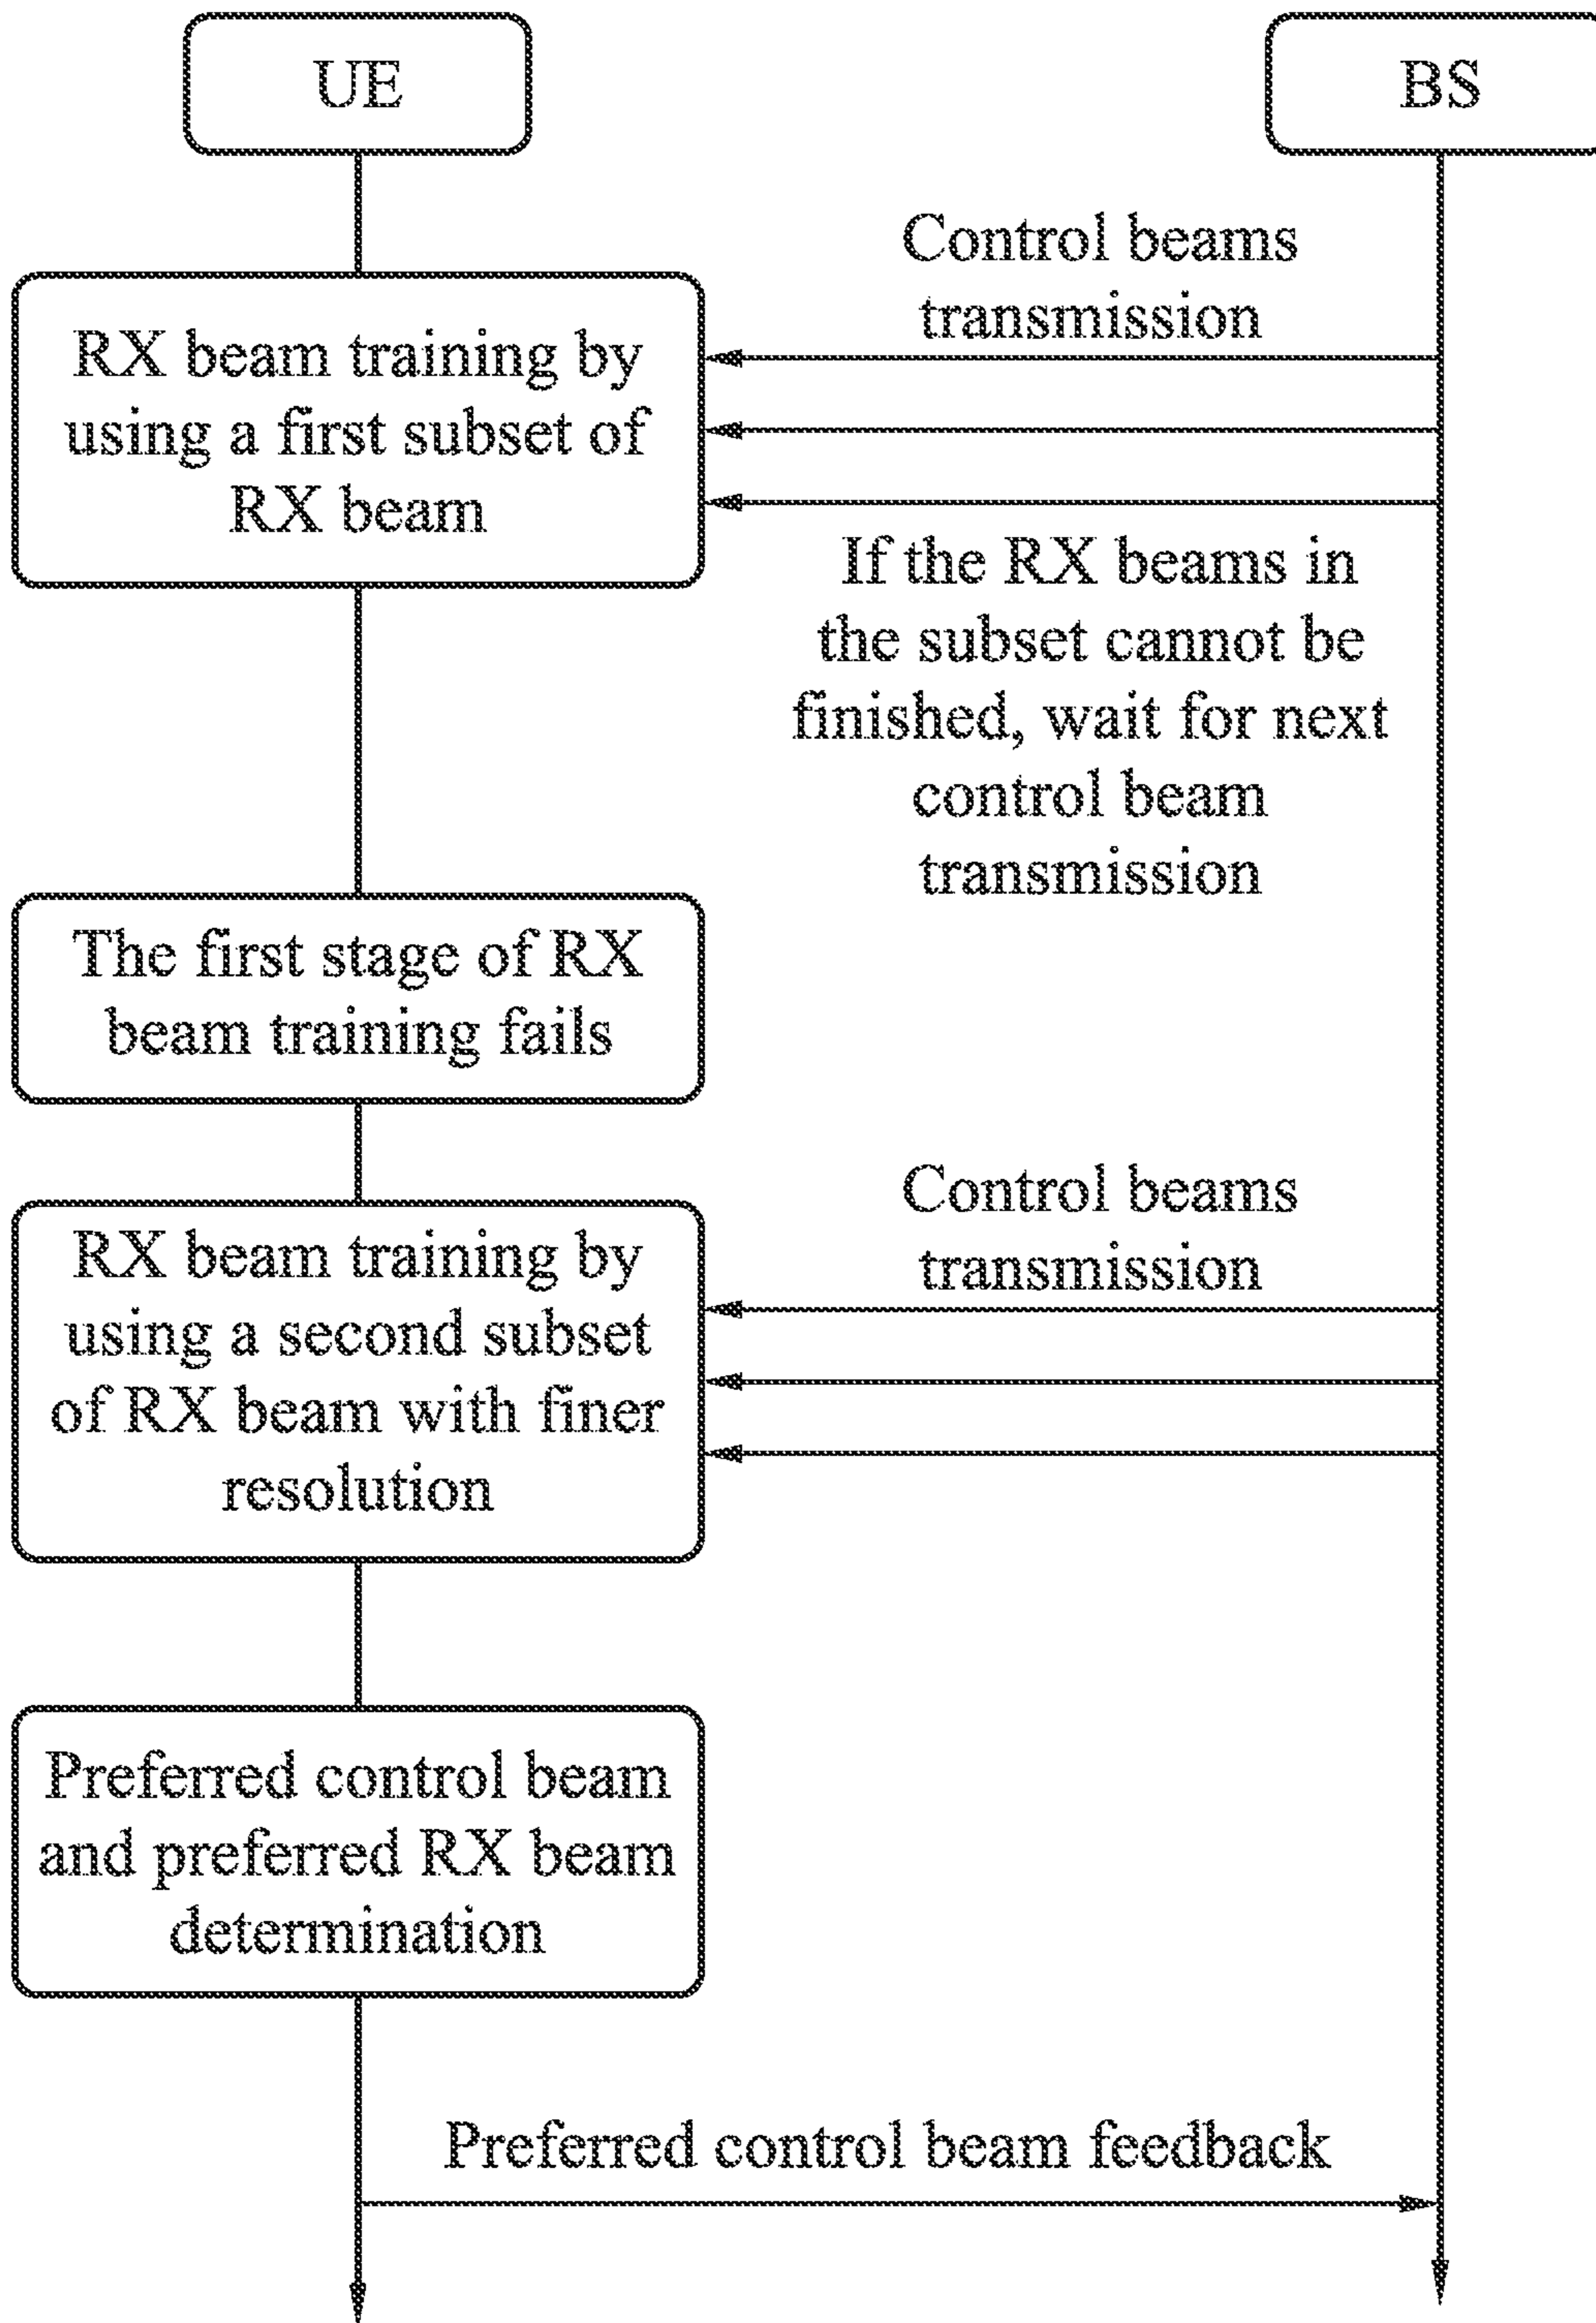 UE
BS
Control beams
transmission
RX beam training by
using a first subset of
RX beam
If the RX beams in
the subset cannot be
finished, wait for next
control beam
transmission
The first stage of RX
beam training fails
Control beams
transmission
RX beam training by
using a second subset
of RX beam with finer
resolution
Preferred control beam
and preferred RX beam
determination
Preferred control beam feedback